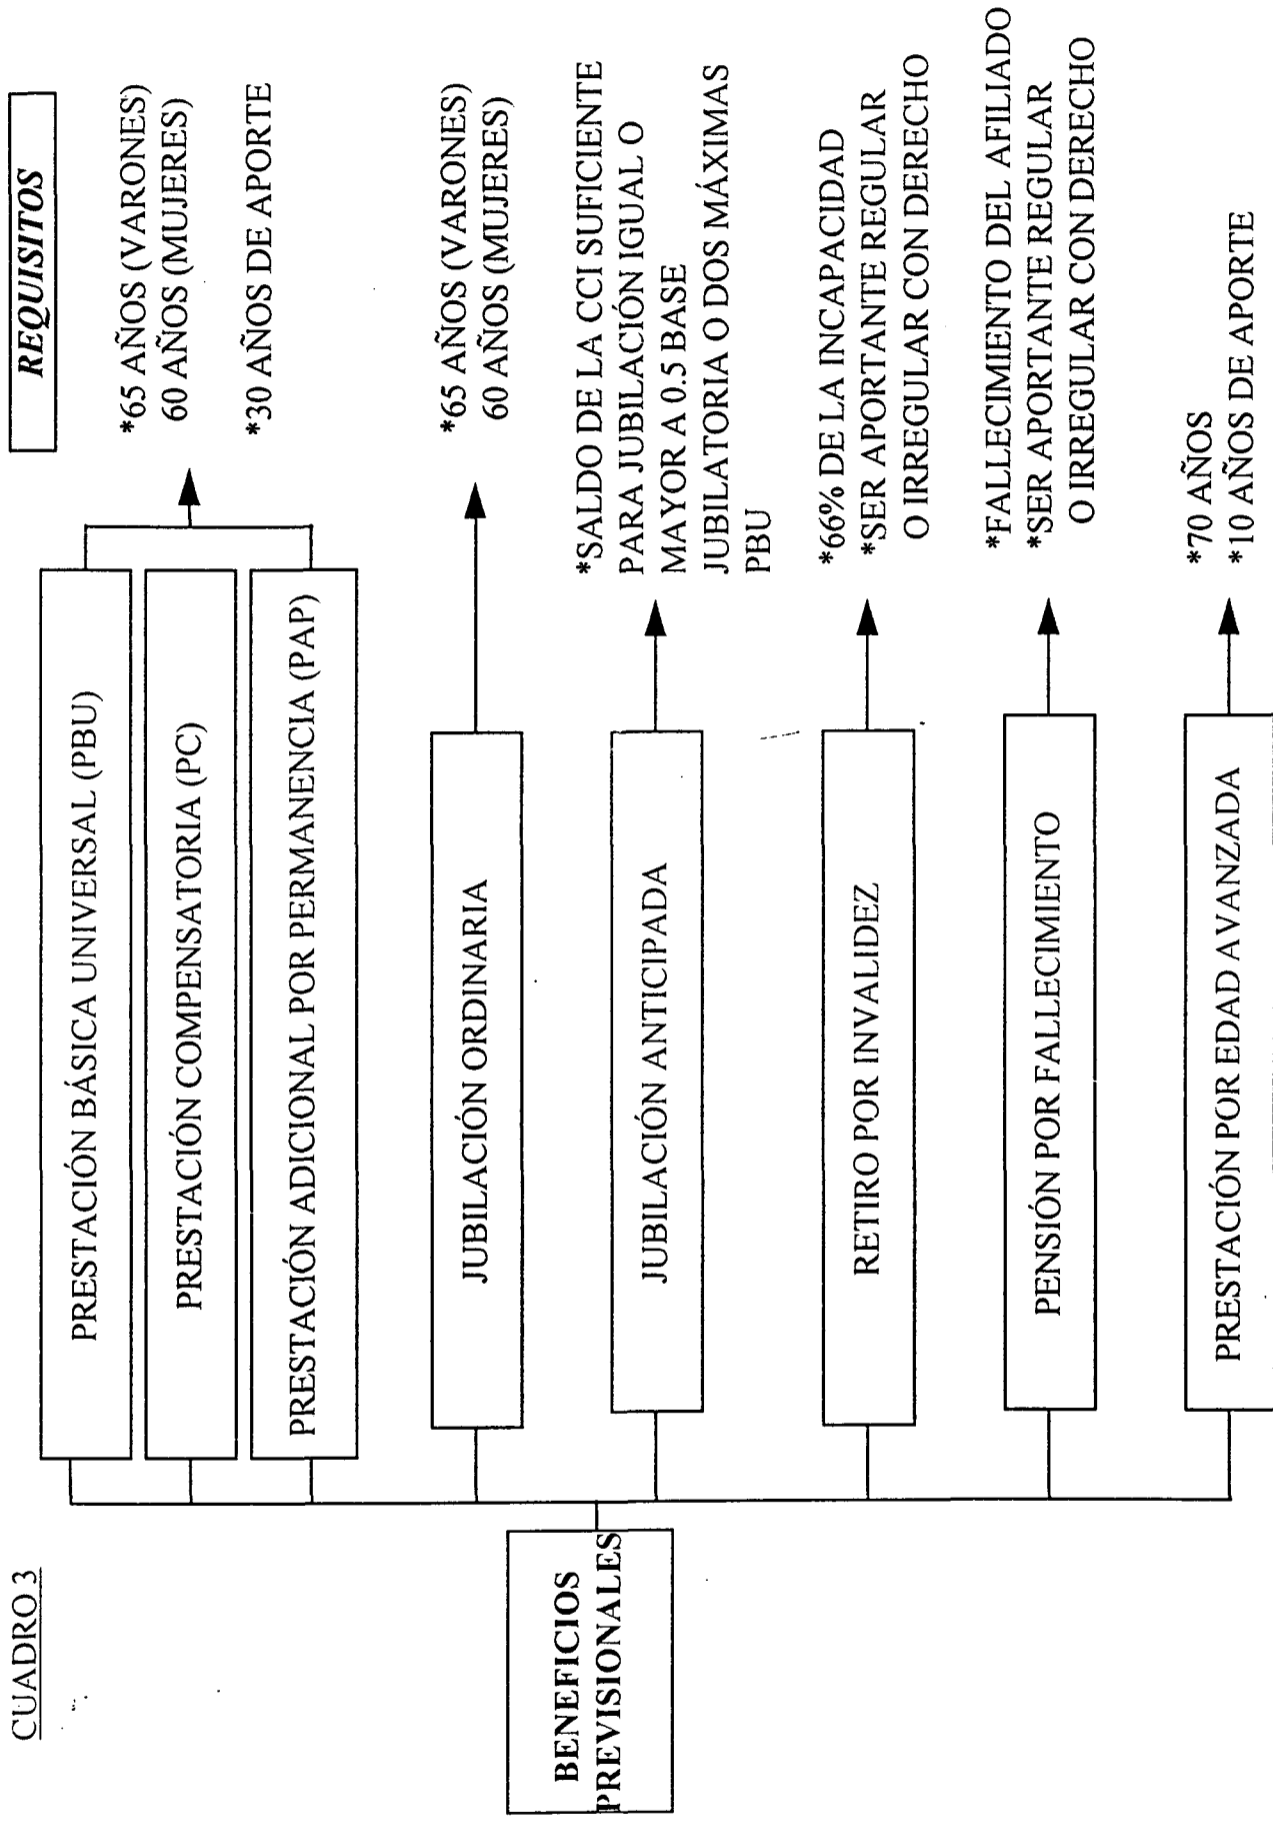 CUADRO 3
REQUISITOS
BENEFICIOS
PREVISIONALES
PRESTACIÓN BÁSICA UNIVERSAL (PBU)
PRESTACIÓN COMPENSATORIA (PC)
PRESTACIÓN ADICIONAL POR PERMANENCIA (PAP)
*65 AÑOS (VARONES)
60 AÑOS (MUJERES)
*30 AÑOS DE APORTE
JUBILACIÓN ORDINARIA
*65 AÑOS (VARONES)
60 AÑOS (MUJERES)
JUBILACIÓN ANTICIPADA
*SALDO DE LA CCI SUFICIENTE
PARA JUBILACIÓN IGUAL O
MAYOR A 0.5 BASE
JUBILATORIA O DOS MÁXIMAS
PBU
RETIRO POR INVALIDEZ
*66% DE LA INCAPACIDAD
*SER APORTANTE REGULAR
O IRREGULAR CON DERECHO
PENSIÓN POR FALLECIMIENTO
*FALLECIMIENTO DEL AFILIADO
*SER APORTANTE REGULAR
O IRREGULAR CON DERECHO
PRESTACIÓN POR EDAD AVANZADA
*70 AÑOS
*10 AÑOS DE APORTE